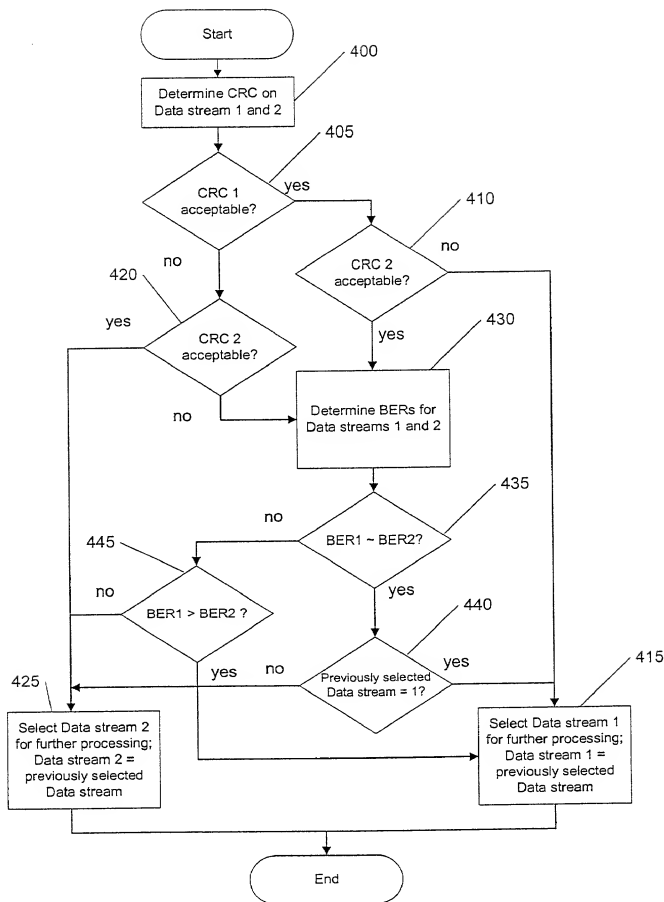 Start
400
Determine CRC on
Data stream 1 and 2
405
CRC 1
acceptable?
yes
410
no
no
CRC 2
acceptable?
420
yes
CRC 2
acceptable?
yes
430
no
Determine BERs for
Data streams 1 and 2
435
no
BER1 ~ BER2?
445
no
yes
440
BER1 > BER2 ?
yes
no
Previously selected
Data stream = 1?
yes
415
425
Select Data stream 2
for further processing;
Data stream 2 =
previously selected
Data stream
Select Data stream 1
for further processing;
Data stream 1 =
previously selected
Data stream
End